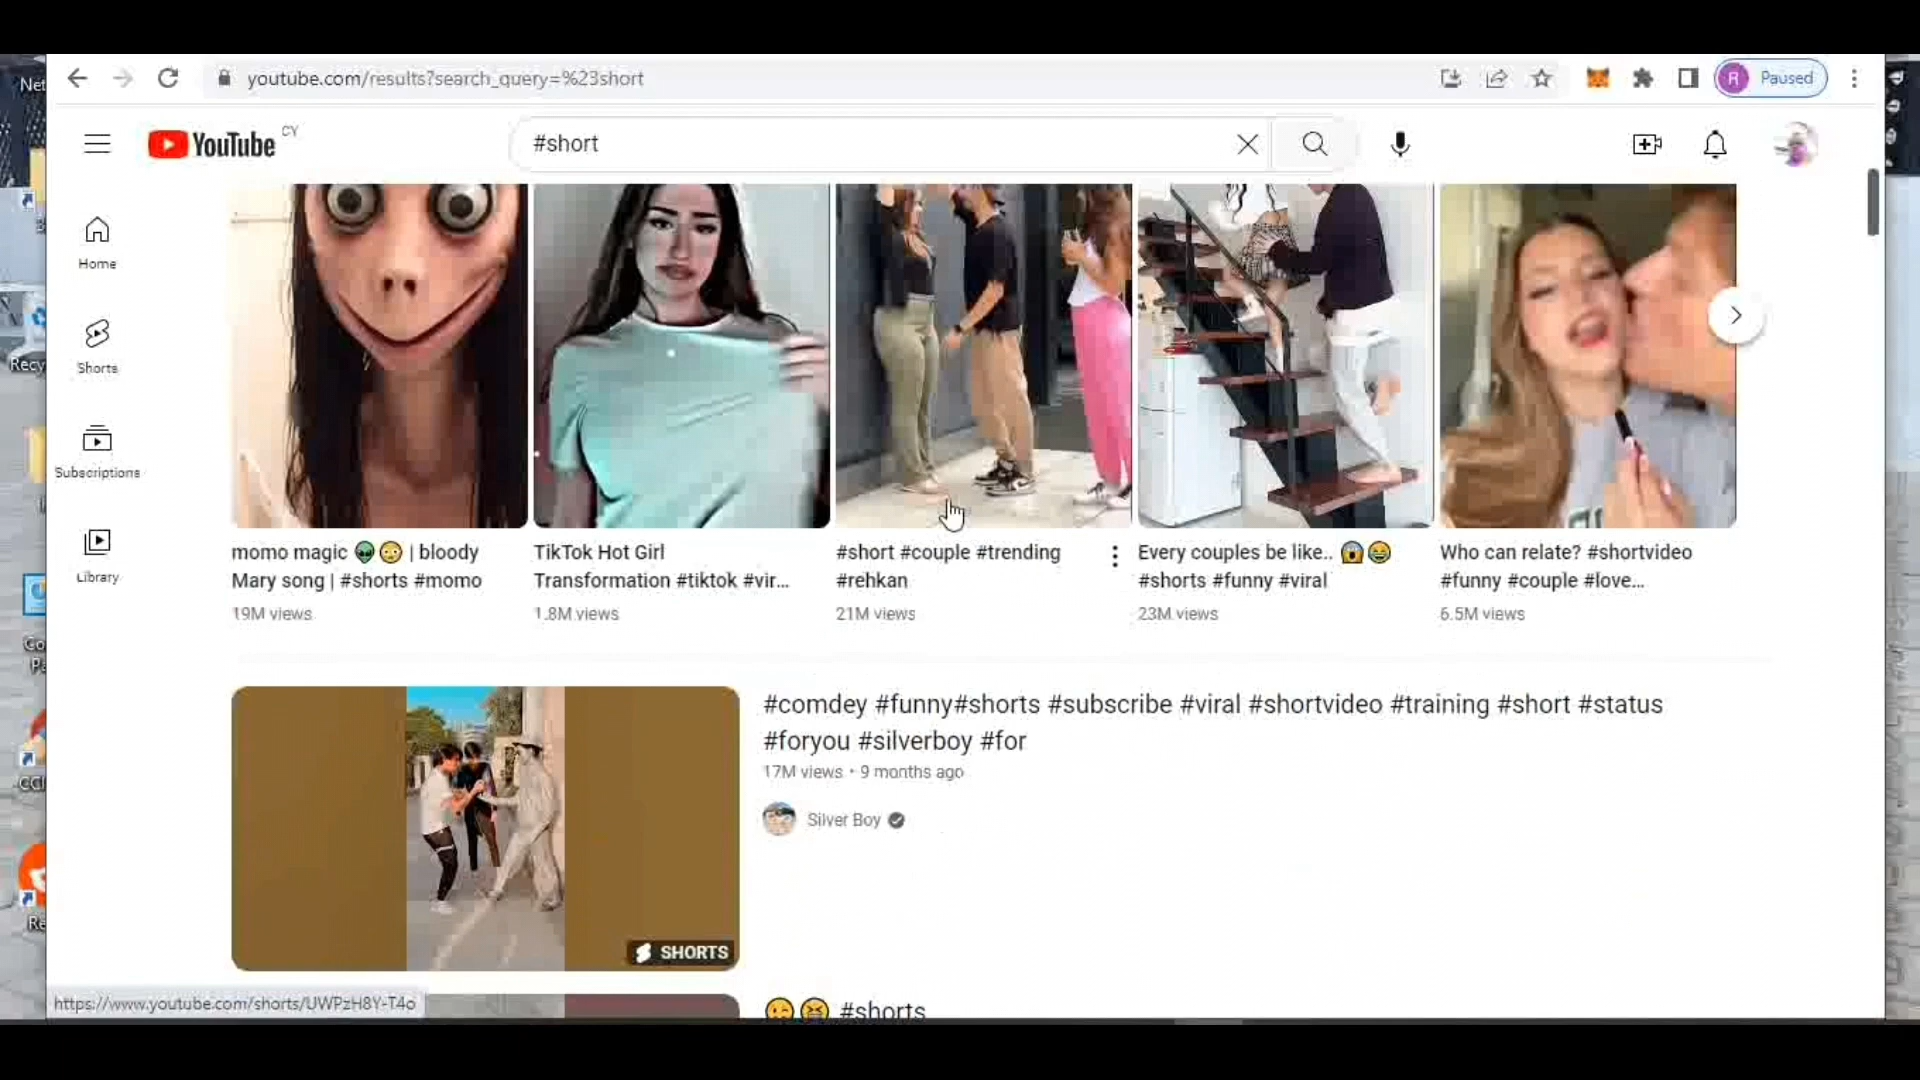 Net
youtube.com/results?search_query=%23short
R
Paused
YouTube CY
#short
Home
Shorts
Subscriptions
Library
Recy
momo magic 👽😳 | bloody
Mary song | #shorts #momo
19M views
TikTok Hot Girl
Transformation #tiktok #vir...
1.8M views
#short #couple #trending
#rehkan
21M views
Every couples be like.. 😱😂
#shorts #funny #viral
23M views
Who can relate? #shortvideo
#funny #couple #love...
6.5M views
#comdey #funny#shorts #subscribe #viral #shortvideo #training #short #status
#foryou #silverboy #for
17M views • 9 months ago
Silver Boy
SHORTS
😉😆 #shorts
Co
Pa
CCl
Re
https://www.youtube.com/shorts/UWPzH8Y-T4o